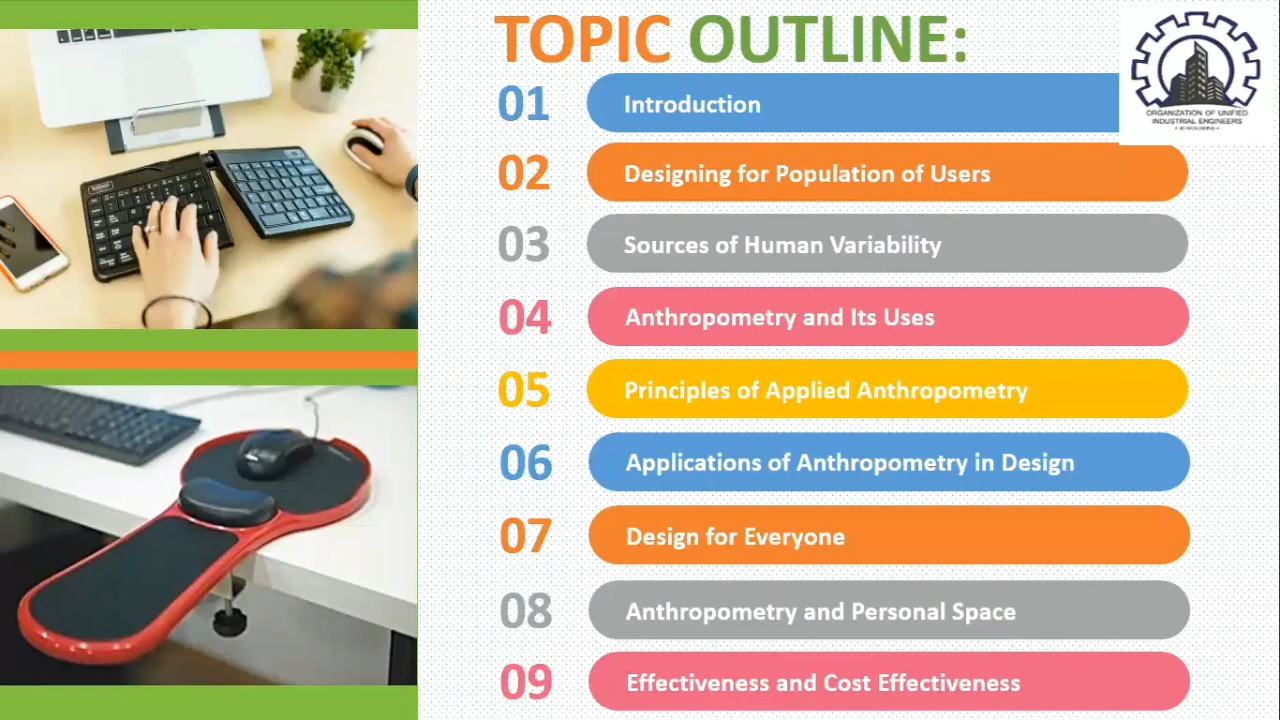 TOPIC OUTLINE:
01 Introduction
02 Designing for Population of Users
03 Sources of Human Variability
04 Anthropometry and Its Uses
05 Principles of Applied Anthropometry
06 Applications of Anthropometry in Design
07 Design for Everyone
08 Anthropometry and Personal Space
09 Effectiveness and Cost Effectiveness
ORGANIZATION OF UNIFIED
INDUSTRIAL ENGINEERS